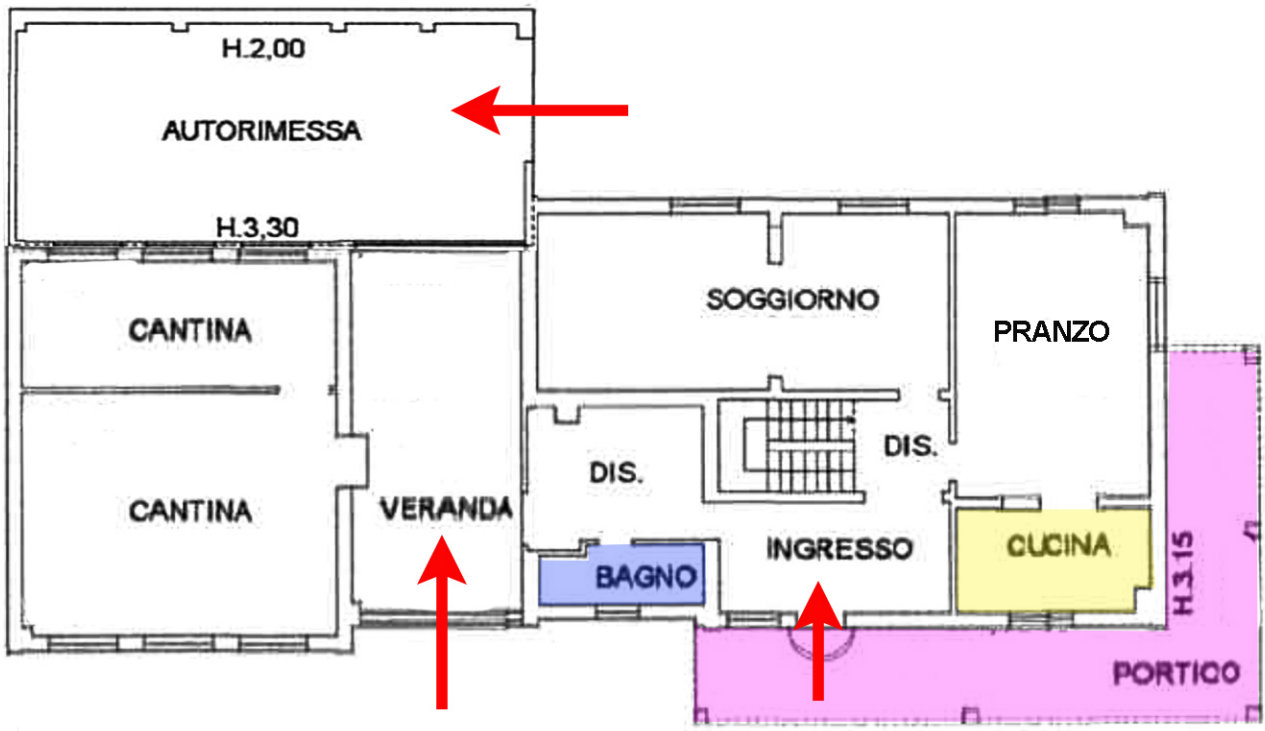 H.2,00
AUTORIMESSA
H.3,30
CANTINA
SOGGIORNO
PRANZO
DIS.
DIS.
CANTINA
VERANDA
INGRESSO
CUCINA
BAGNO
H.3.15
PORTICO